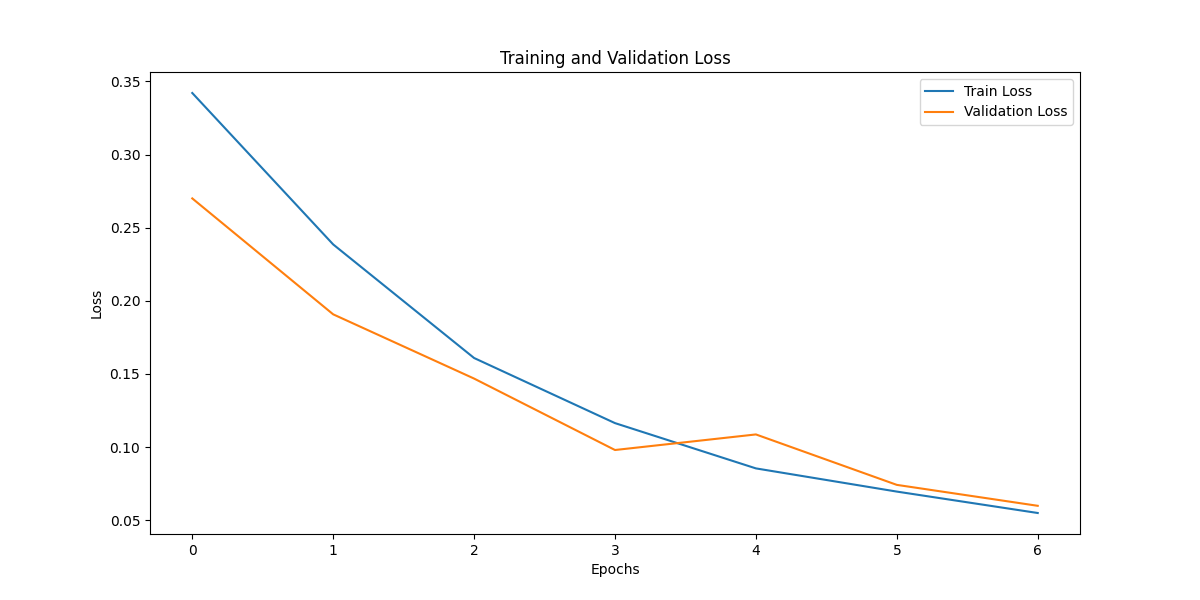 Training and Validation Loss
Train Loss
Validation Loss
0.35
0.30
0.25
0.20
0.15
0.10
0.05
Loss
0 1 2 3 4 5 6
Epochs